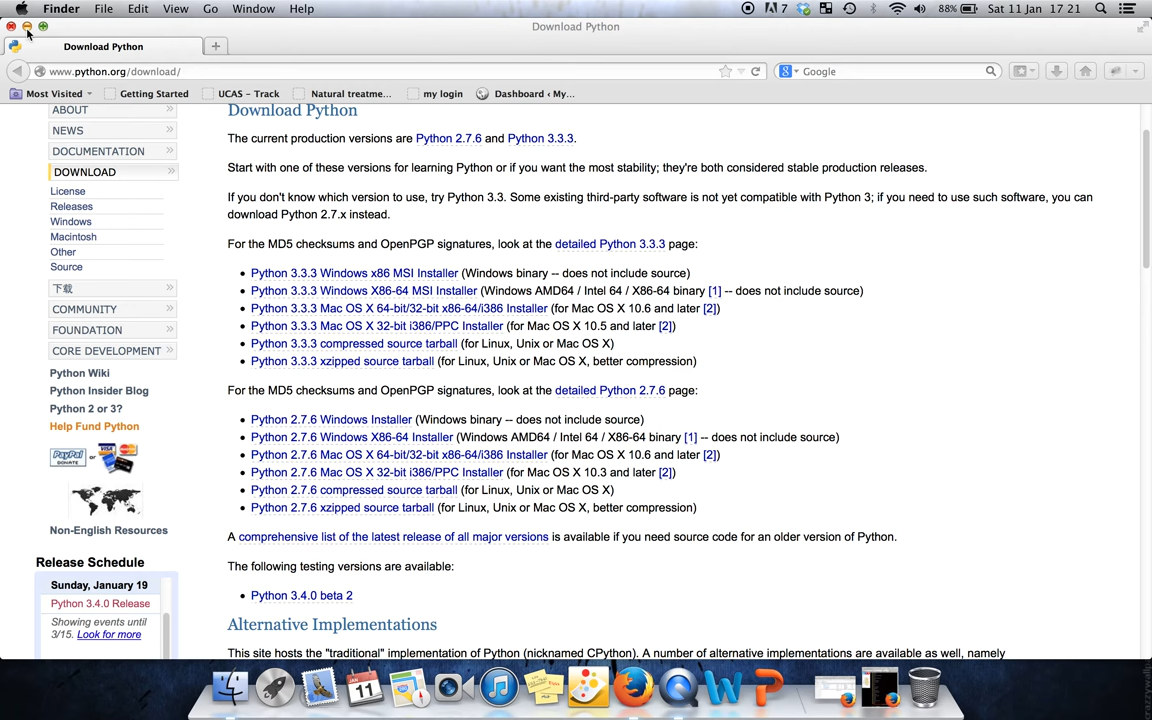 Finder File Edit View Go Window Help 7 88% Sat 11 Jan 17 21
Download Python
Download Python
www.python.org/download/ Google
Most Visited Getting Started UCAS – Track Natural treatme... my login Dashboard ‹ My...
ABOUT
NEWS
DOCUMENTATION
DOWNLOAD
License
Releases
Windows
Macintosh
Other
Source
下载
COMMUNITY
FOUNDATION
CORE DEVELOPMENT
Python Wiki
Python Insider Blog
Python 2 or 3?
Help Fund Python
PayPal DONATE or VISA
Non-English Resources
Release Schedule
Sunday, January 19
Python 3.4.0 Release
Showing events until
3/15. Look for more
Download Python
The current production versions are Python 2.7.6 and Python 3.3.3.
Start with one of these versions for learning Python or if you want the most stability; they're both considered stable production releases.
If you don't know which version to use, try Python 3.3. Some existing third-party software is not yet compatible with Python 3; if you need to use such software, you can
download Python 2.7.x instead.
For the MD5 checksums and OpenPGP signatures, look at the detailed Python 3.3.3 page:
Python 3.3.3 Windows x86 MSI Installer (Windows binary -- does not include source)
Python 3.3.3 Windows X86-64 MSI Installer (Windows AMD64 / Intel 64 / X86-64 binary [1] -- does not include source)
Python 3.3.3 Mac OS X 64-bit/32-bit x86-64/i386 Installer (for Mac OS X 10.6 and later [2])
Python 3.3.3 Mac OS X 32-bit i386/PPC Installer (for Mac OS X 10.5 and later [2])
Python 3.3.3 compressed source tarball (for Linux, Unix or Mac OS X)
Python 3.3.3 xzipped source tarball (for Linux, Unix or Mac OS X, better compression)
For the MD5 checksums and OpenPGP signatures, look at the detailed Python 2.7.6 page:
Python 2.7.6 Windows Installer (Windows binary -- does not include source)
Python 2.7.6 Windows X86-64 Installer (Windows AMD64 / Intel 64 / X86-64 binary [1] -- does not include source)
Python 2.7.6 Mac OS X 64-bit/32-bit x86-64/i386 Installer (for Mac OS X 10.6 and later [2])
Python 2.7.6 Mac OS X 32-bit i386/PPC Installer (for Mac OS X 10.3 and later [2])
Python 2.7.6 compressed source tarball (for Linux, Unix or Mac OS X)
Python 2.7.6 xzipped source tarball (for Linux, Unix or Mac OS X, better compression)
A comprehensive list of the latest release of all major versions is available if you need source code for an older version of Python.
The following testing versions are available:
Python 3.4.0 beta 2
Alternative Implementations
This site hosts the "traditional" implementation of Python (nicknamed CPython). A number of alternative implementations are available as well, namely
JAN
11